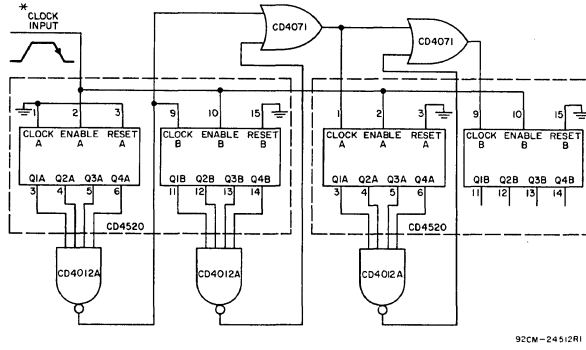 *
CLOCK
INPUT
CD4071
CD4071
1 2 3
CLOCK ENABLE RESET
A A A
Q1A Q2A Q3A Q4A
3 4 5 6
9 10 15
CLOCK ENABLE RESET
B B B
Q1B Q2B Q3B Q4B
11 12 13 14
CD4520
1 2 3
CLOCK ENABLE RESET
A A A
Q1A Q2A Q3A Q4A
3 4 5 6
9 10 15
CLOCK ENABLE RESET
B B B
Q1B Q2B Q3B Q4B
11 12 13 14
CD4520
CD4012A
CD4012A
CD4012A
92CM-24512R1